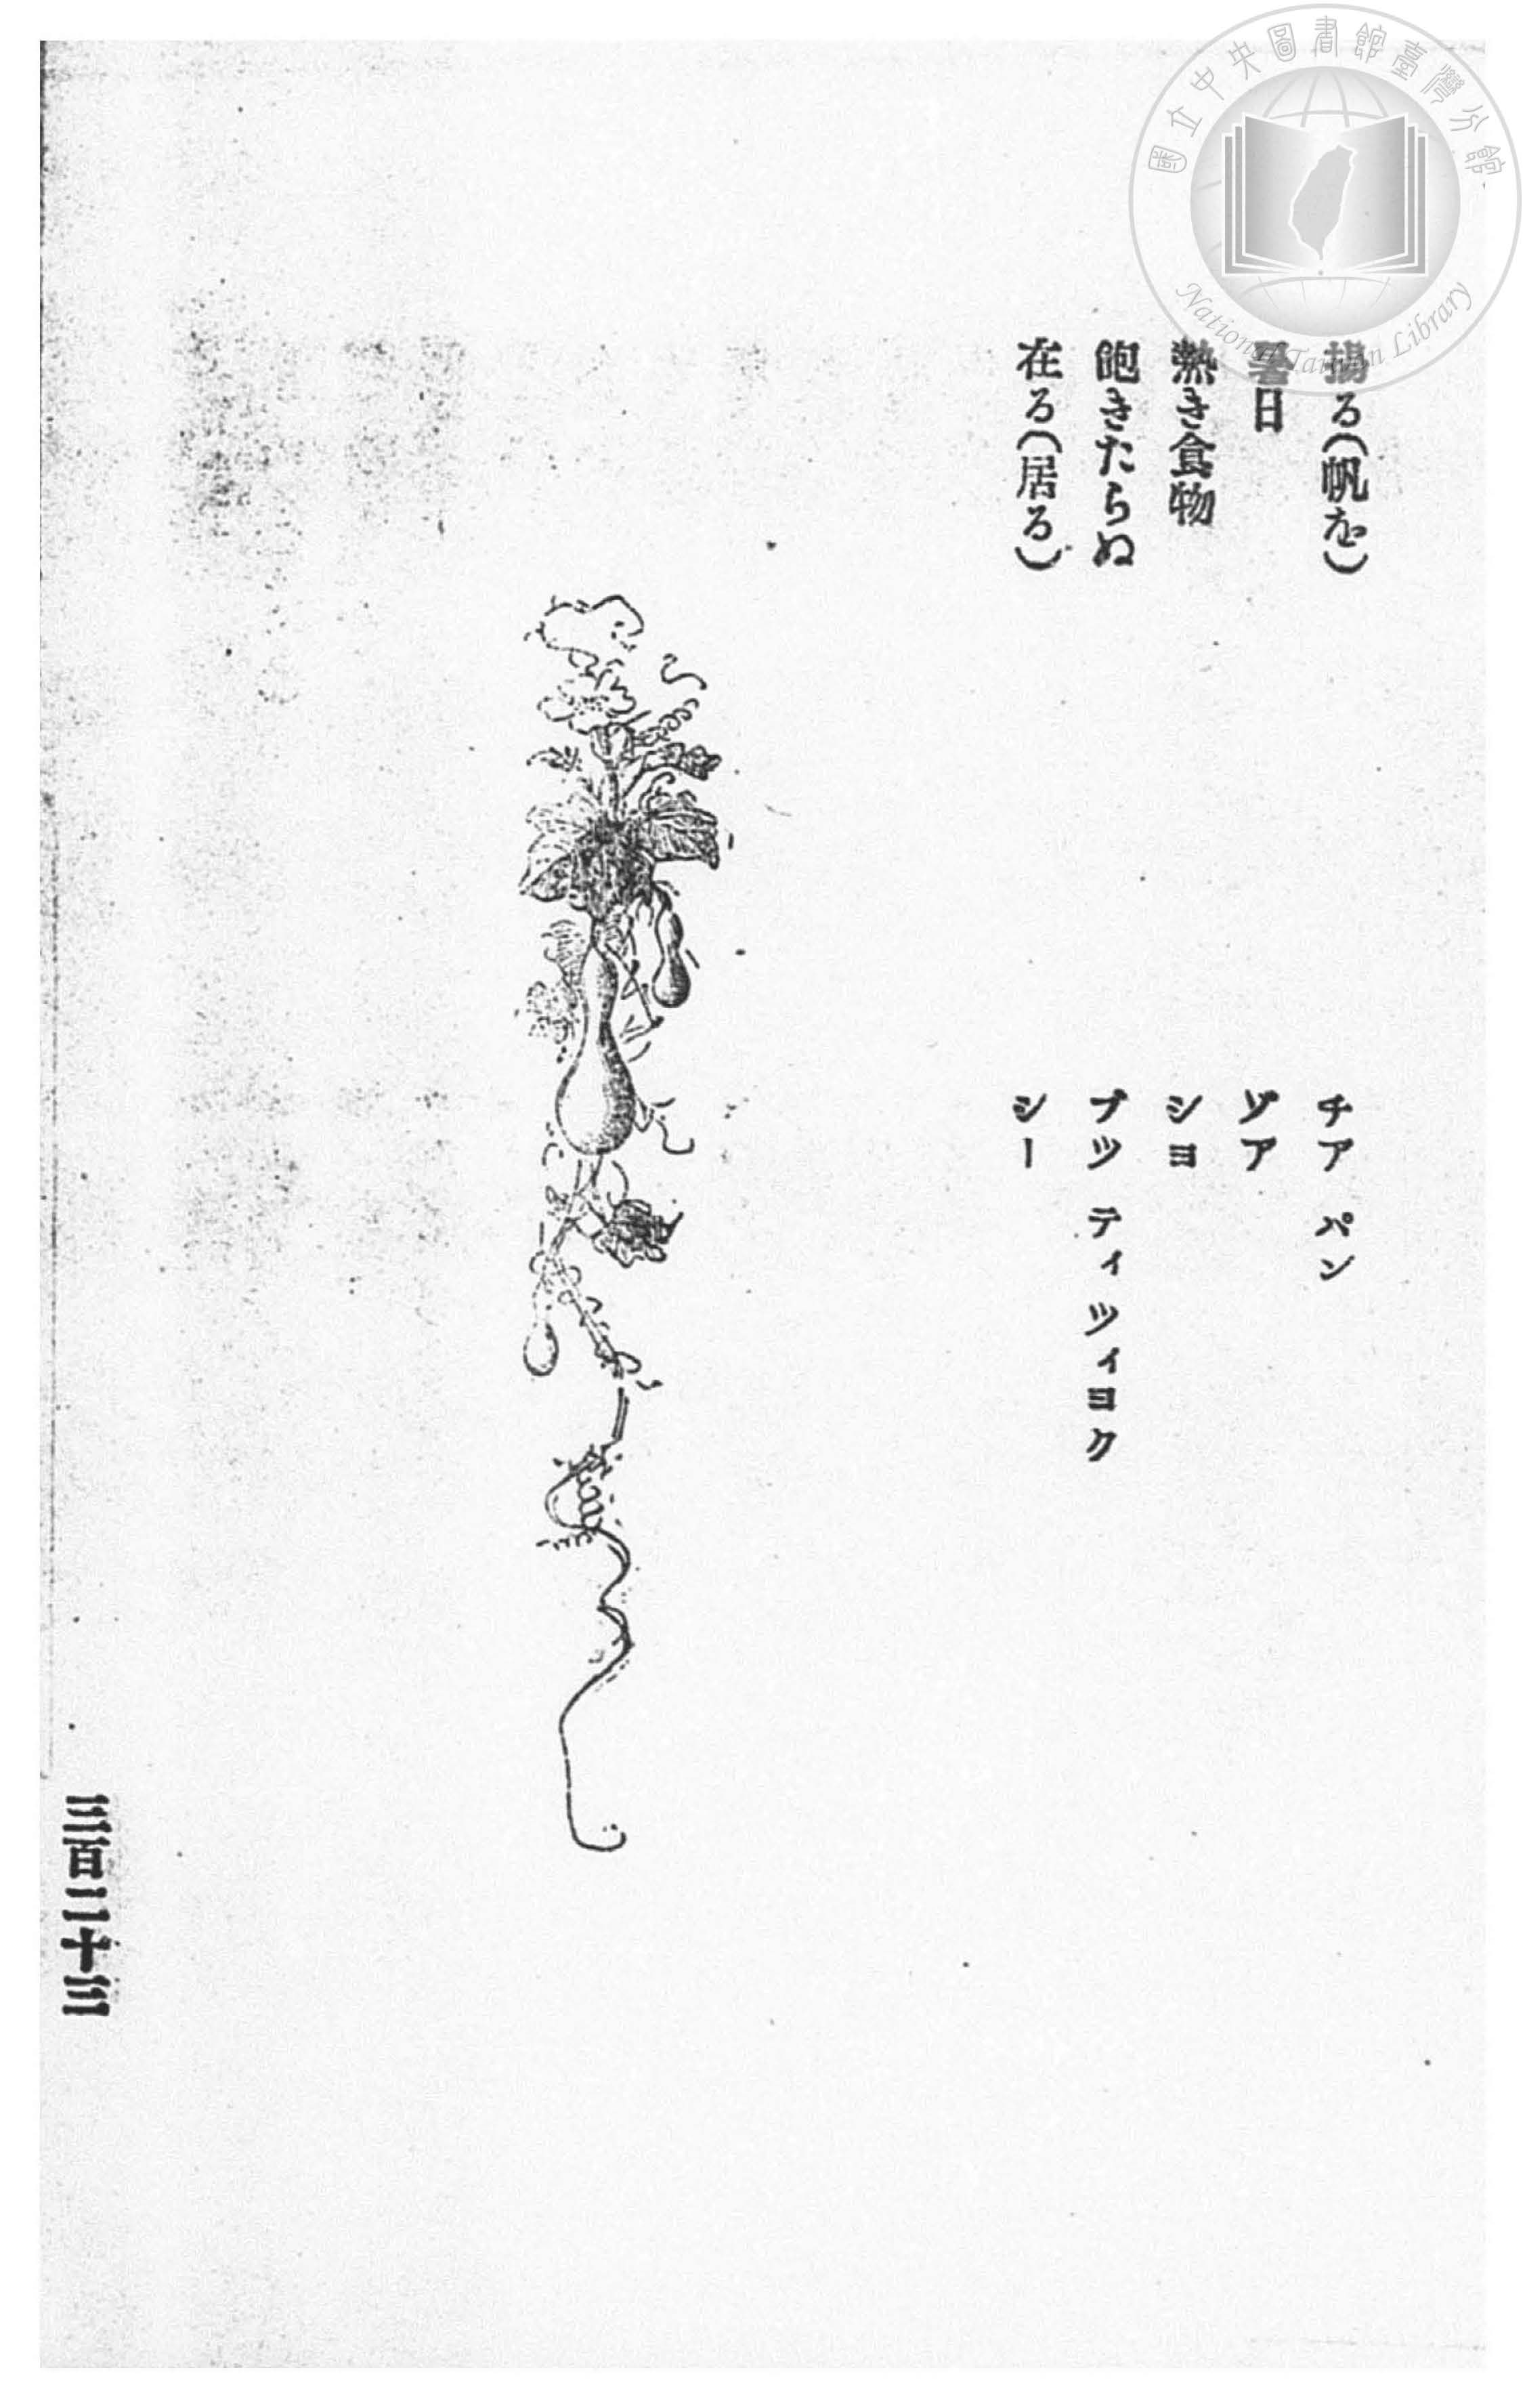 揚る(帆を)　チア　パン
暑日　ゾア
熱き食物　シヨ
飽きたらぬ　ブツ　テイ　ツイヨク
在る(居る)　シー
三百二十三
國立中央圖書館臺灣分館
National Taiwan Library